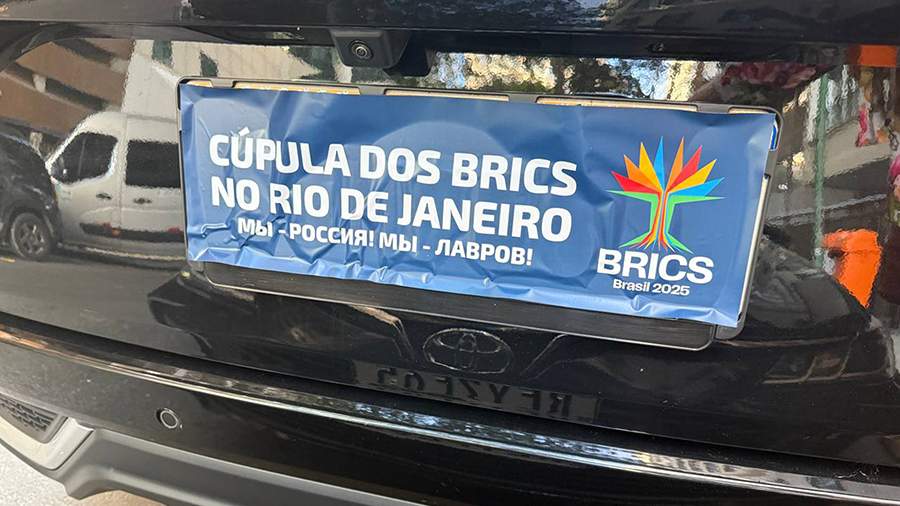 CÚPULA DOS BRICS
NO RIO DE JANEIRO
МЫ - РОССИЯ! МЫ - ЛАВРОВ!
BRICS
Brasil 2025